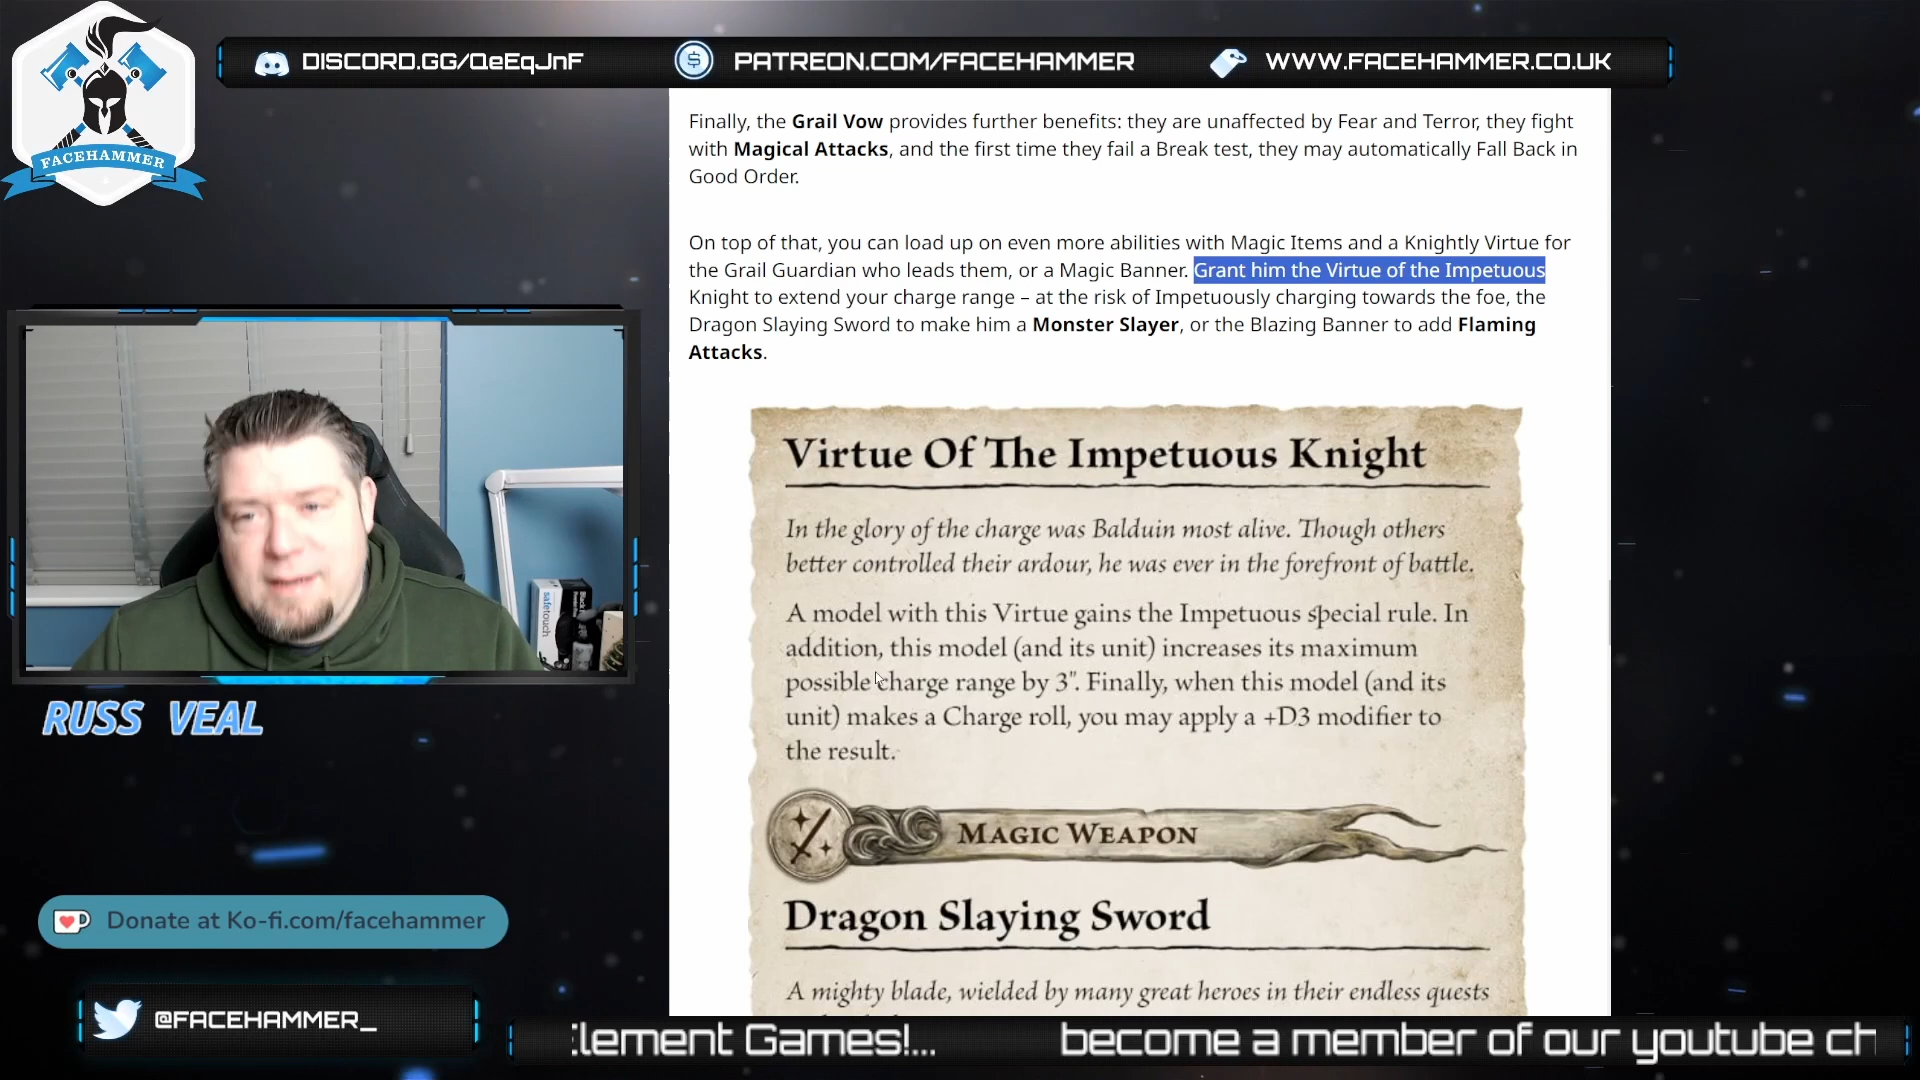 DISCORD.GG/QeEqJnF
PATREON.COM/FACEHAMMER
WWW.FACEHAMMER.CO.UK
FACEHAMMER
Finally, the Grail Vow provides further benefits: they are unaffected by Fear and Terror, they fight
with Magical Attacks, and the first time they fail a Break test, they may automatically Fall Back in
Good Order.
On top of that, you can load up on even more abilities with Magic Items and a Knightly Virtue for
the Grail Guardian who leads them, or a Magic Banner. Grant him the Virtue of the Impetuous
Knight to extend your charge range – at the risk of Impetuously charging towards the foe, the
Dragon Slaying Sword to make him a Monster Slayer, or the Blazing Banner to add Flaming
Attacks.
Virtue Of The Impetuous Knight
In the glory of the charge was Balduin most alive. Though others
better controlled their ardour, he was ever in the forefront of battle.
A model with this Virtue gains the Impetuous special rule. In
addition, this model (and its unit) increases its maximum
possible charge range by 3". Finally, when this model (and its
unit) makes a Charge roll, you may apply a +D3 modifier to
the result.
MAGIC WEAPON
Dragon Slaying Sword
A mighty blade, wielded by many great heroes in their endless quests
safetouch
RUSS VEAL
Donate at Ko-fi.com/facehammer
@FACEHAMMER_
Element Games!...
become a member of our youtube ch